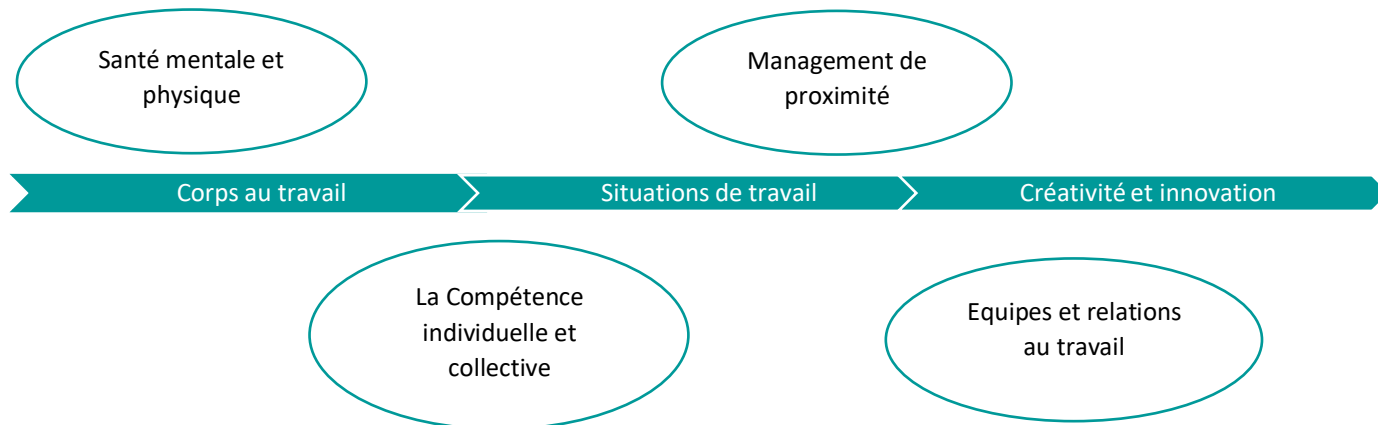 Santé mentale et
physique
Management de
proximité
Corps au travail
Situations de travail
Créativité et innovation
La Compétence
individuelle et
collective
Equipes et relations
au travail